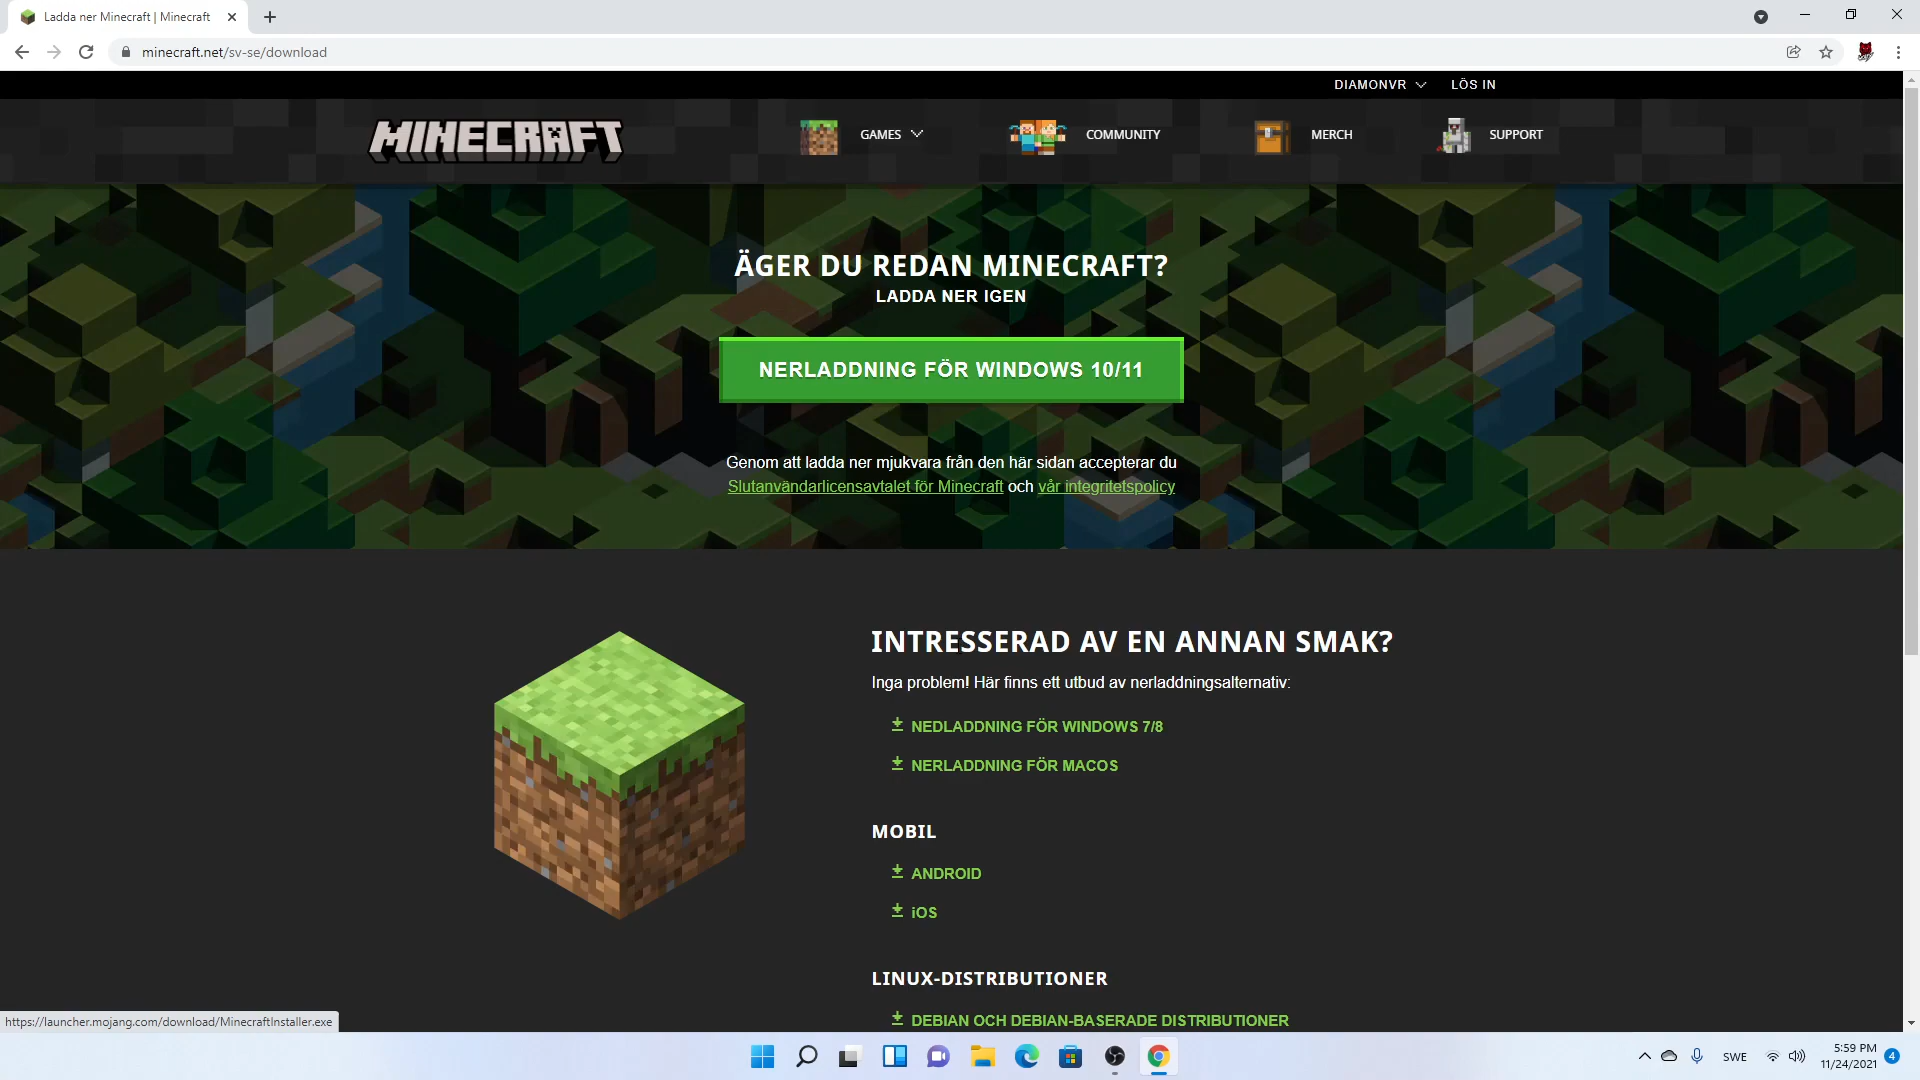 Ladda ner Minecraft | Minecraft
minecraft.net/sv-se/download
DIAMONVR
LÖS IN
MINECRAFT
GAMES
COMMUNITY
MERCH
SUPPORT
ÄGER DU REDAN MINECRAFT?
LADDA NER IGEN
NERLADDNING FÖR WINDOWS 10/11
Genom att ladda ner mjukvara från den här sidan accepterar du
Slutanvändarlicensavtalet för Minecraft och vår integritetspolicy
INTRESSERAD AV EN ANNAN SMAK?
Inga problem! Här finns ett utbud av nerladdningsalternativ:
NEDLADDNING FÖR WINDOWS 7/8
NERLADDNING FÖR MACOS
MOBIL
ANDROID
iOS
LINUX-DISTRIBUTIONER
DEBIAN OCH DEBIAN-BASERADE DISTRIBUTIONER
https://launcher.mojang.com/download/MinecraftInstaller.exe
SWE
5:59 PM
11/24/2021
4